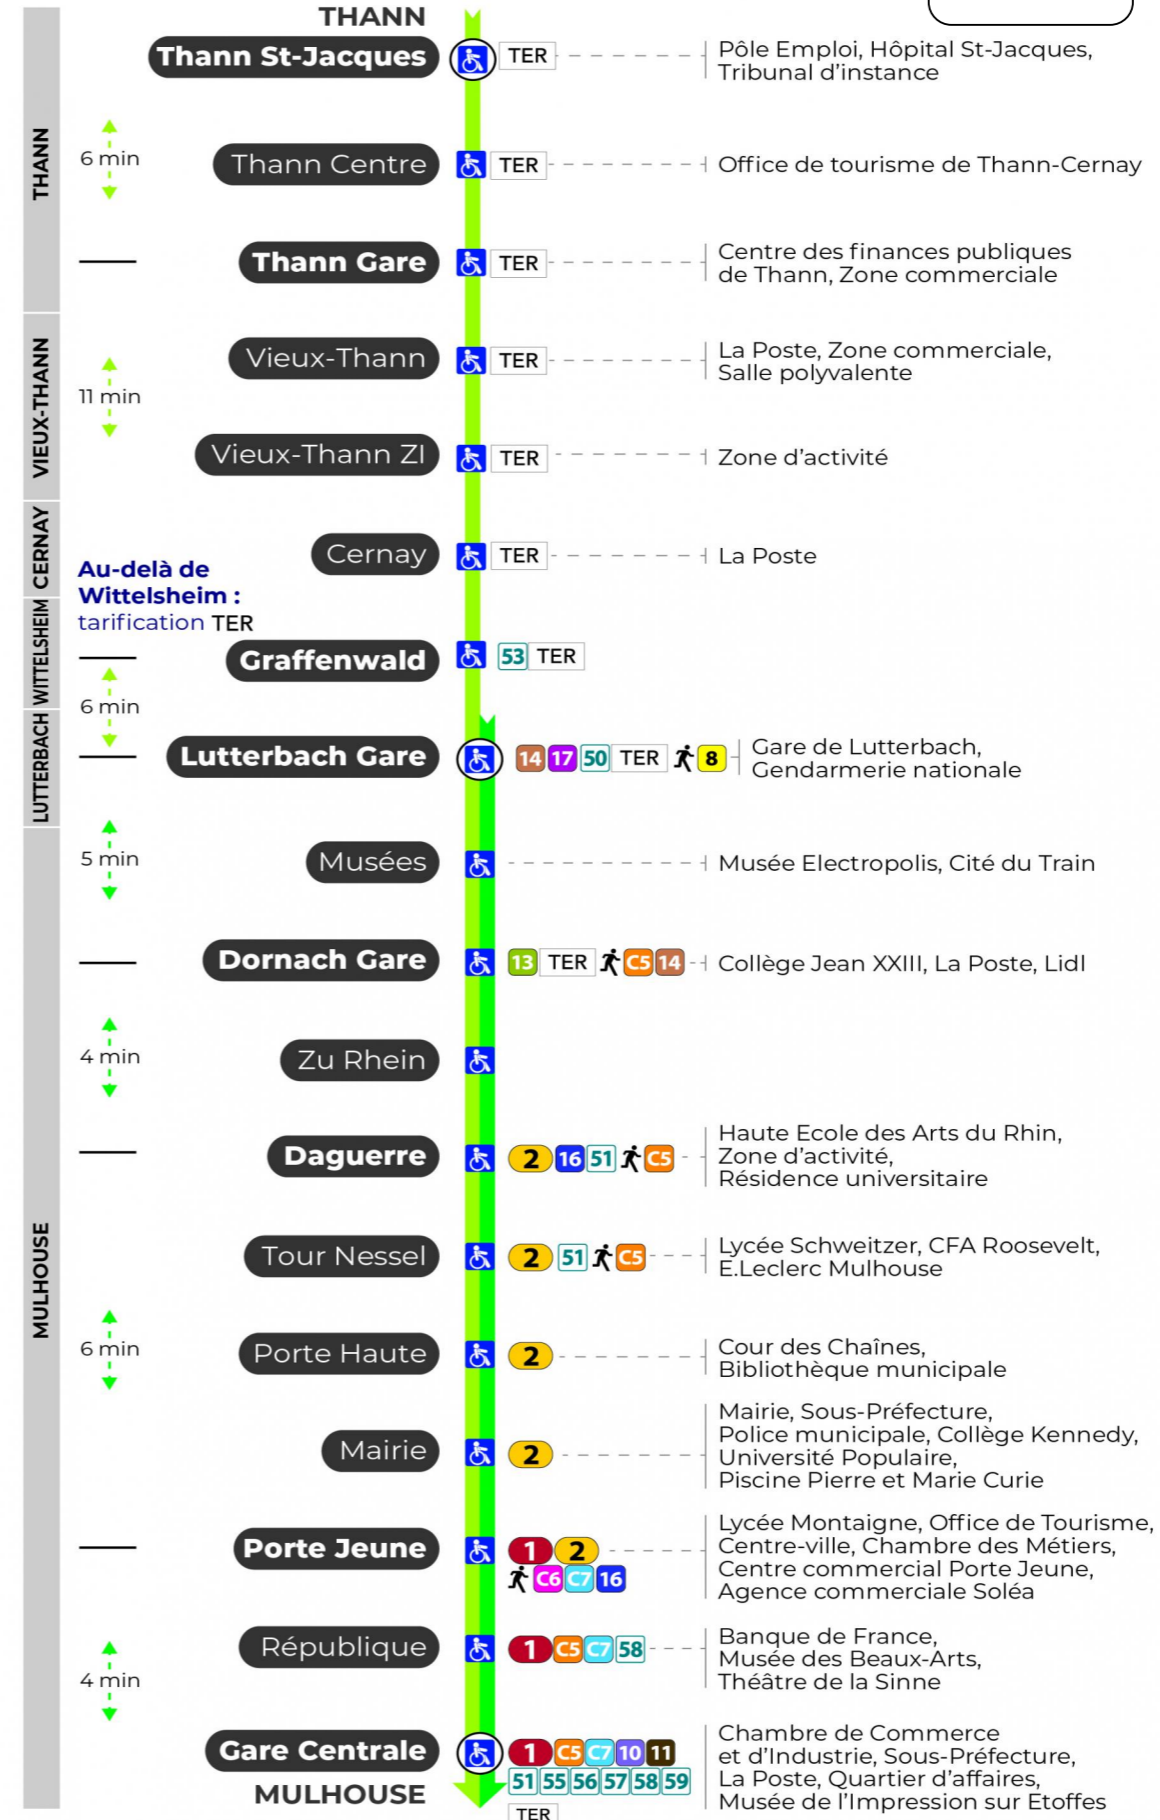 THANN
Thann St-Jacques TER Pôle Emploi, Hôpital St-Jacques,
Tribunal d'instance
THANN
6 min
Thann Centre TER Office de tourisme de Thann-Cernay
Thann Gare TER Centre des finances publiques
de Thann, Zone commerciale
VIEUX-THANN
11 min
Vieux-Thann TER La Poste, Zone commerciale,
Salle polyvalente
Vieux-Thann ZI TER Zone d'activité
CERNAY
Cernay TER La Poste
Au-delà de
Wittelsheim :
tarification TER
WITTELSHEIM
Graffenwald 53 TER
6 min
LUTTERBACH
Lutterbach Gare 14 17 50 TER 8 Gare de Lutterbach,
Gendarmerie nationale
MULHOUSE
5 min
Musées Musée Electropolis, Cité du Train
Dornach Gare 13 TER C5 14 Collège Jean XXIII, La Poste, Lidl
4 min
Zu Rhein
Daguerre 2 16 51 C5 Haute Ecole des Arts du Rhin,
Zone d'activité,
Résidence universitaire
Tour Nessel 2 51 C5 Lycée Schweitzer, CFA Roosevelt,
E.Leclerc Mulhouse
6 min
Porte Haute 2 Cour des Chaînes,
Bibliothèque municipale
Mairie 2 Mairie, Sous-Préfecture,
Police municipale, Collège Kennedy,
Université Populaire,
Piscine Pierre et Marie Curie
Porte Jeune 1 2 Lycée Montaigne, Office de Tourisme,
Centre-ville, Chambre des Métiers,
C6 C7 16 Centre commercial Porte Jeune,
Agence commerciale Soléa
République 1 C5 C7 58 Banque de France,
Musée des Beaux-Arts,
Théâtre de la Sinne
4 min
Gare Centrale 1 C5 C7 10 11 Chambre de Commerce
et d'Industrie, Sous-Préfecture,
MULHOUSE 51 55 56 57 58 59 La Poste, Quartier d'affaires,
TER Musée de l'Impression sur Etoffes